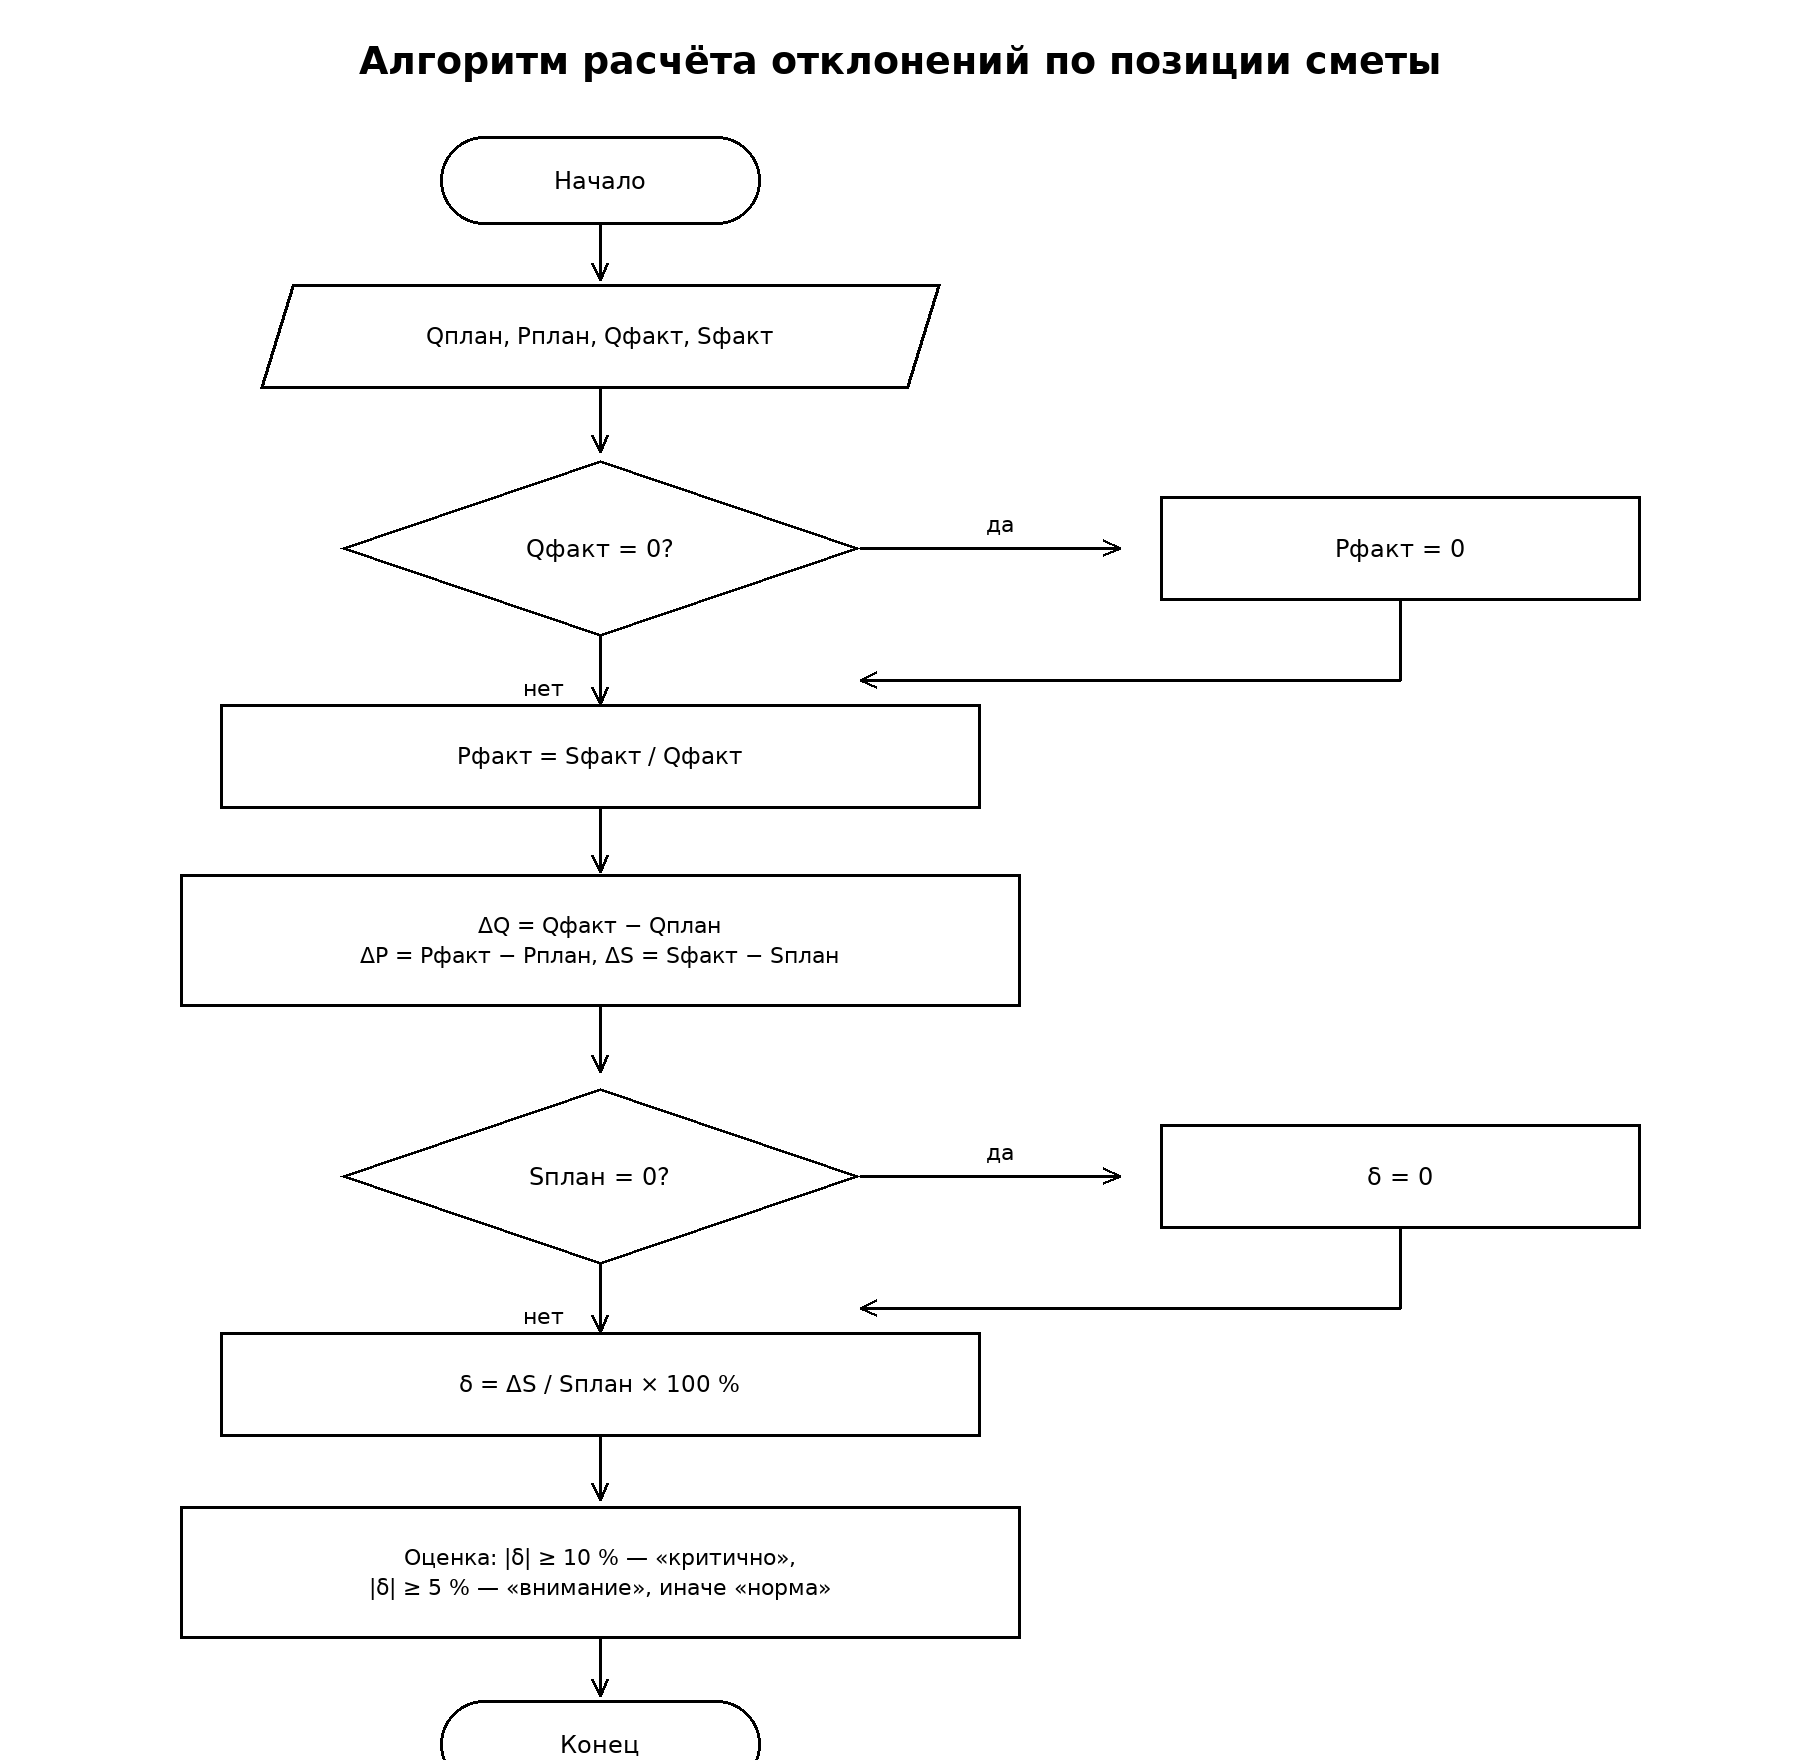 Алгоритм расчёта отклонений по позиции сметы
Начало
Qплан, Pплан, Qфакт, Sфакт
Qфакт = 0?
да
Pфакт = 0
нет
Pфакт = Sфакт / Qфакт
ΔQ = Qфакт − Qплан
ΔP = Pфакт − Pплан, ΔS = Sфакт − Sплан
Sплан = 0?
да
δ = 0
нет
δ = ΔS / Sплан × 100 %
Оценка: |δ| ≥ 10 % — «критично»,
|δ| ≥ 5 % — «внимание», иначе «норма»
Конец